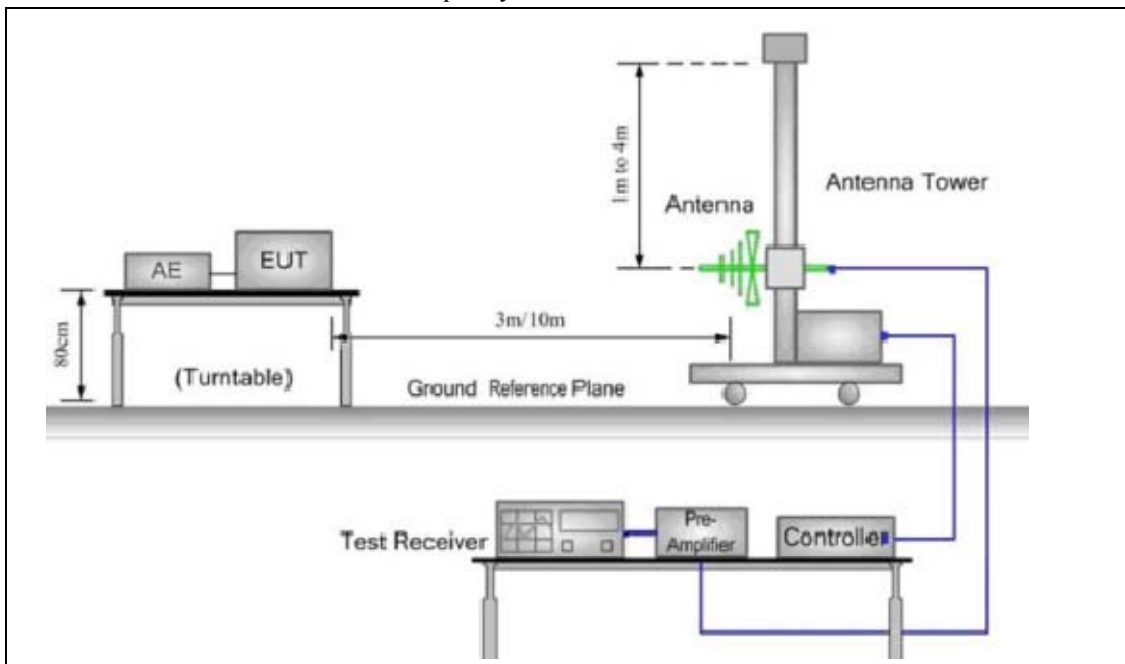 1m to 4m
Antenna
Antenna Tower
AE
EUT
3m/10m
80cm
(Turntable)
Ground Reference Plane
Test Receiver
Pre-
Amplifier
Controller